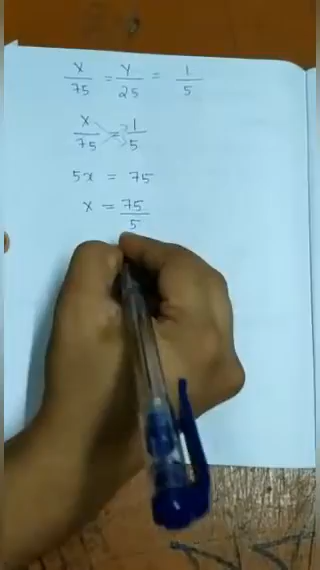 x/75 = y/25 = 1/5
x/75 = 1/5
5x = 75
x = 75/5